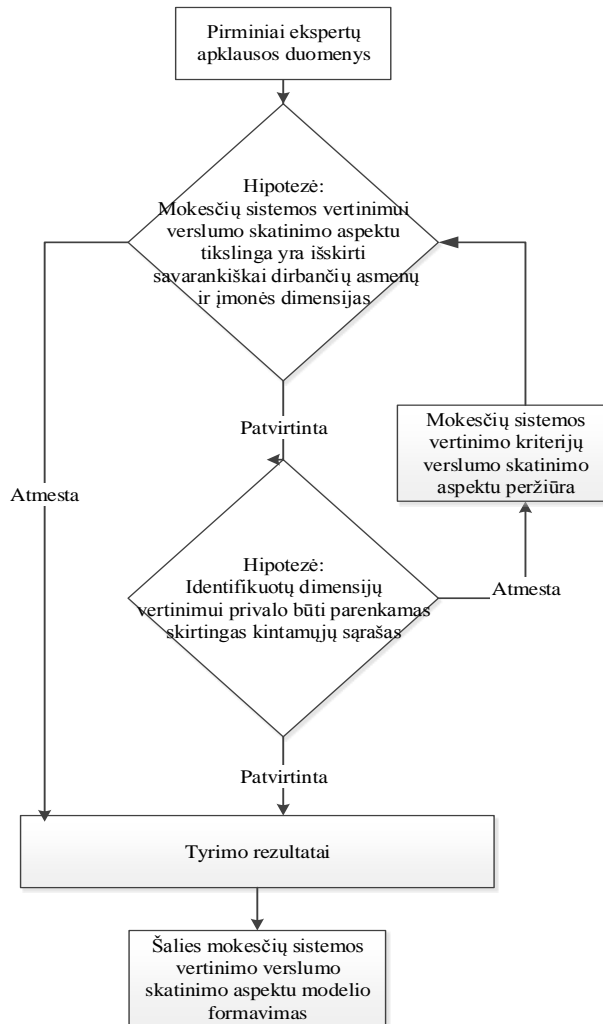 Pirminiai ekspertų
apklausos duomenys
Hipotezė:
Mokesčių sistemos vertinimui
verslumo skatinimo aspektu
tikslinga yra išskirti
savarankiškai dirbančių asmenų
ir įmonės dimensijas
Patvirtinta
Mokesčių sistemos
vertinimo kriterijų
verslumo skatinimo
aspektu peržiūra
Atmesta
Hipotezė:
Identifikuotų dimensijų
vertinimui privalo būti parenkamas
skirtingas kintamųjų sąrašas
Atmesta
Patvirtinta
Tyrimo rezultatai
Šalies mokesčių sistemos
vertinimo verslumo
skatinimo aspektu modelio
formavimas